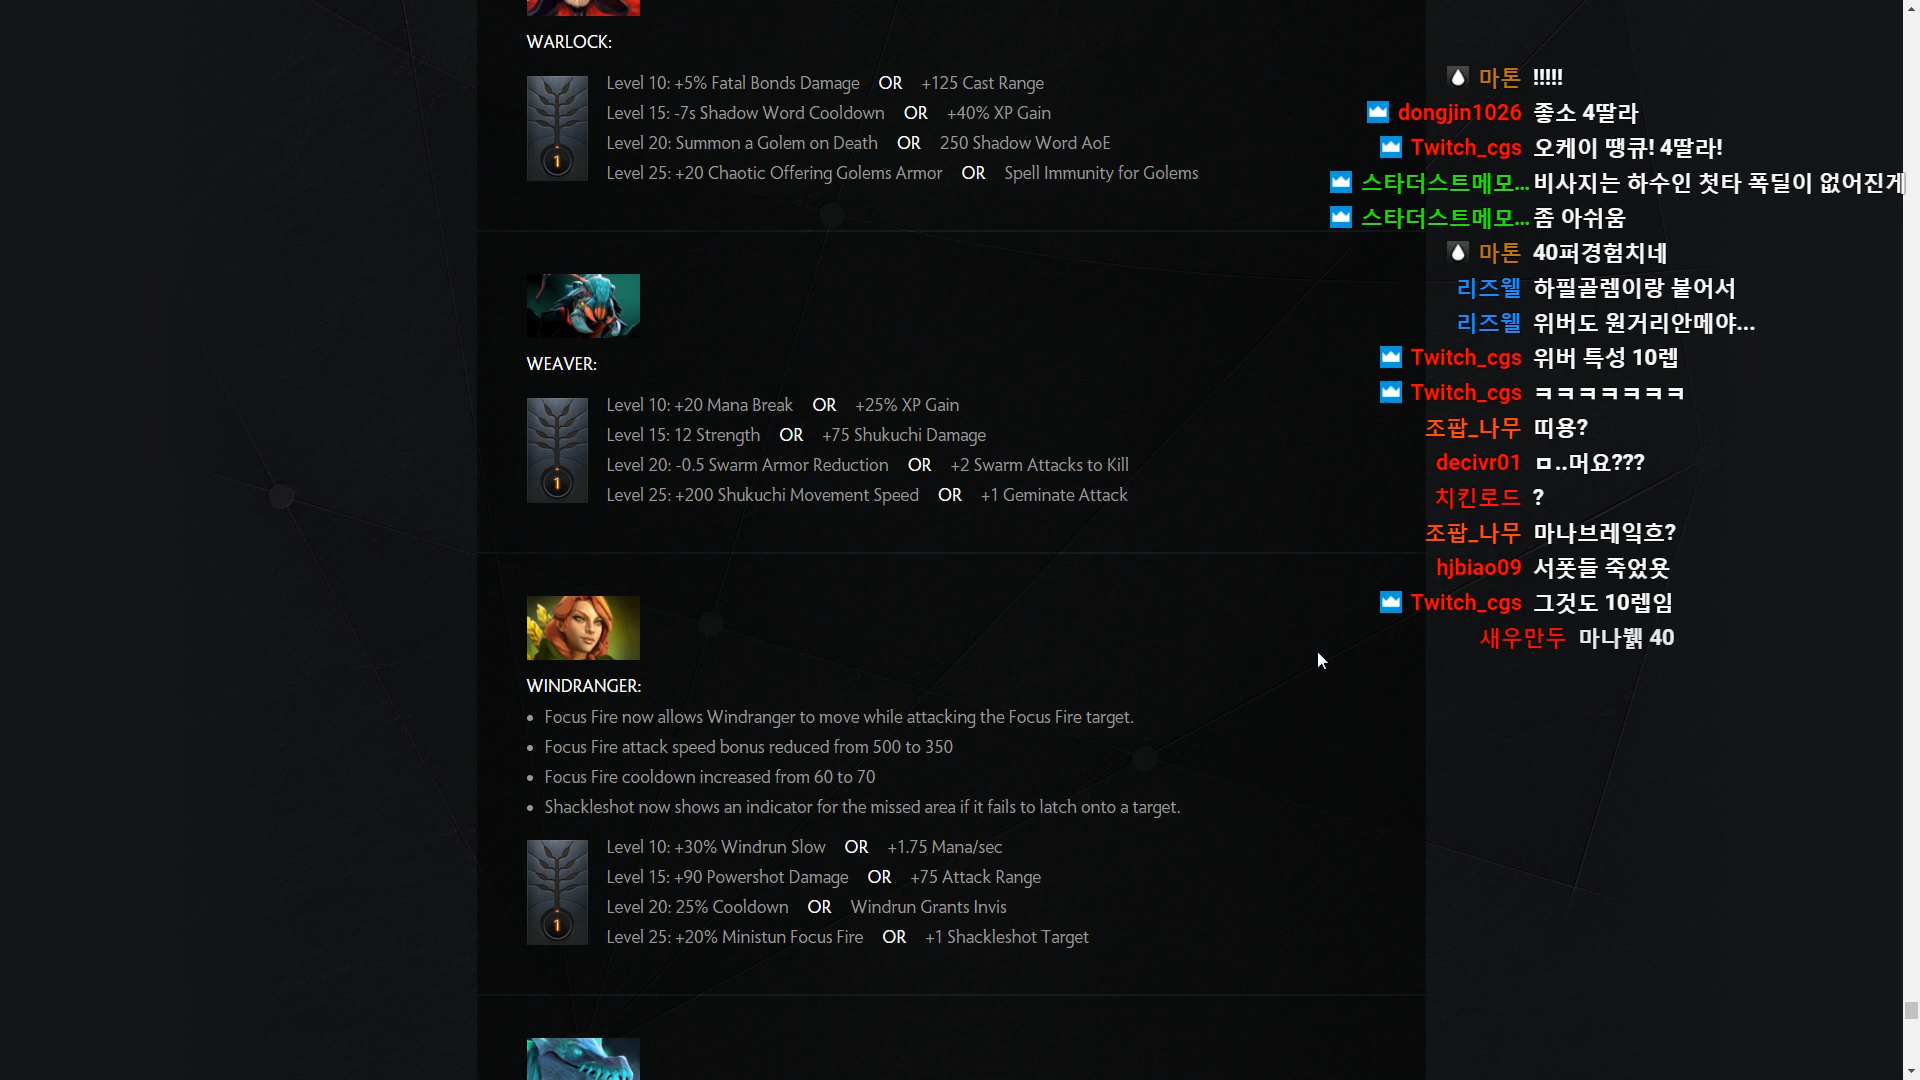 WARLOCK:
Level 10: +5% Fatal Bonds Damage OR +125 Cast Range
Level 15: -7s Shadow Word Cooldown OR +40% XP Gain
Level 20: Summon a Golem on Death OR 250 Shadow Word AoE
Level 25: +20 Chaotic Offering Golems Armor OR Spell Immunity for Golems
1
WEAVER:
Level 10: +20 Mana Break OR +25% XP Gain
Level 15: 12 Strength OR +75 Shukuchi Damage
Level 20: -0.5 Swarm Armor Reduction OR +2 Swarm Attacks to Kill
Level 25: +200 Shukuchi Movement Speed OR +1 Geminate Attack
1
WINDRANGER:
• Focus Fire now allows Windranger to move while attacking the Focus Fire target.
• Focus Fire attack speed bonus reduced from 500 to 350
• Focus Fire cooldown increased from 60 to 70
• Shackleshot now shows an indicator for the missed area if it fails to latch onto a target.
Level 10: +30% Windrun Slow OR +1.75 Mana/sec
Level 15: +90 Powershot Damage OR +75 Attack Range
Level 20: 25% Cooldown OR Windrun Grants Invis
Level 25: +20% Ministun Focus Fire OR +1 Shackleshot Target
1
마톤 !!!!!
dongjin1026 좋소 4딸라
Twitch_cgs 오케이 땡큐! 4딸라!
스타더스트메모... 비사지는 하수인 첫타 폭딜이 없어진게
스타더스트메모... 좀 아쉬움
마톤 40퍼경험치네
리즈웰 하필골렘이랑 붙어서
리즈웰 위버도 원거리안메야...
Twitch_cgs 위버 특성 10렙
Twitch_cgs ㅋㅋㅋㅋㅋㅋㅋ
조팝_나무 띠용?
decivr01 ㅁ..머요???
치킨로드 ?
조팝_나무 마나브레잌흐?
hjbiao09 서폿들 죽었욧
Twitch_cgs 그것도 10렙임
새우만두 마나뷁 40